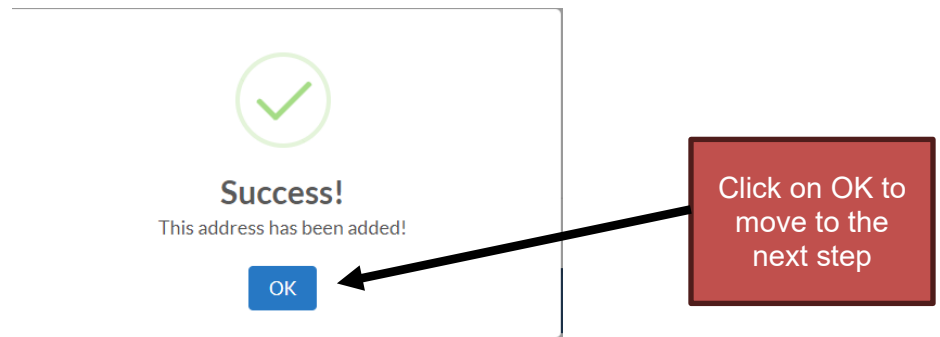 Success!
This address has been added!
OK
Click on OK to
move to the
next step